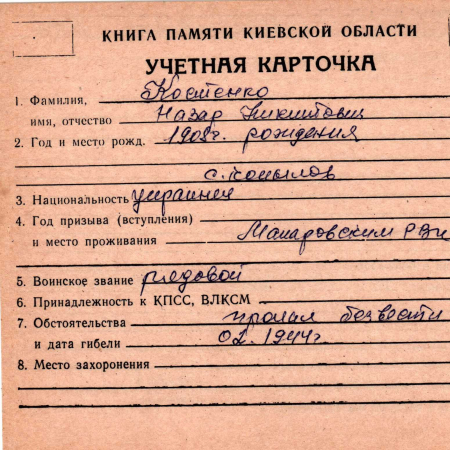 КНИГА ПАМЯТИ КИЕВСКОЙ ОБЛАСТИ
УЧЕТНАЯ КАРТОЧКА
1. Фамилия, Костенко
имя, отчество Назар Никитович
2. Год и место рожд. 1908г. рождения
с. Копылов
3. Национальность украинец
4. Год призыва (вступления)
и место проживания Макаровским РВк
5. Воинское звание рядовой
6. Принадлежность к КПСС, ВЛКСМ
7. Обстоятельства пропал безвести
и дата гибели 02.1944г
8. Место захоронения